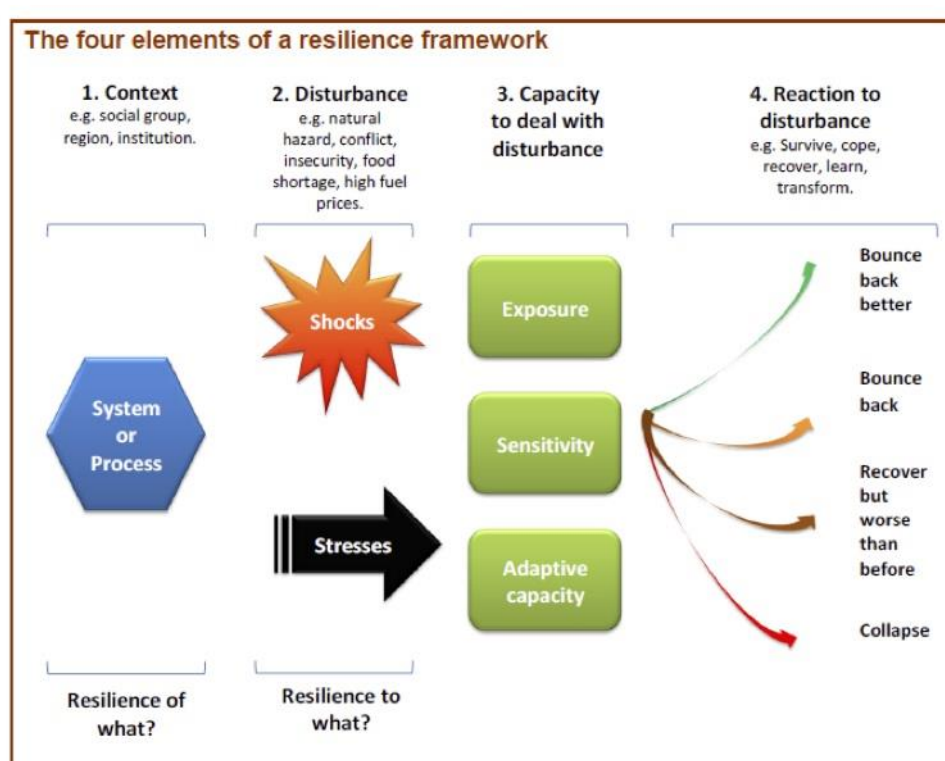 The four elements of a resilience framework
1. Context
e.g. social group,
region, institution.
2. Disturbance
e.g. natural
hazard, conflict,
insecurity, food
shortage, high fuel
prices.
3. Capacity
to deal with
disturbance
4. Reaction to
disturbance
e.g. Survive, cope,
recover, learn,
transform.
System
or
Process
Shocks
Stresses
Exposure
Sensitivity
Adaptive
capacity
Bounce
back
better
Bounce
back
Recover
but
worse
than
before
Collapse
Resilience of
what?
Resilience to
what?